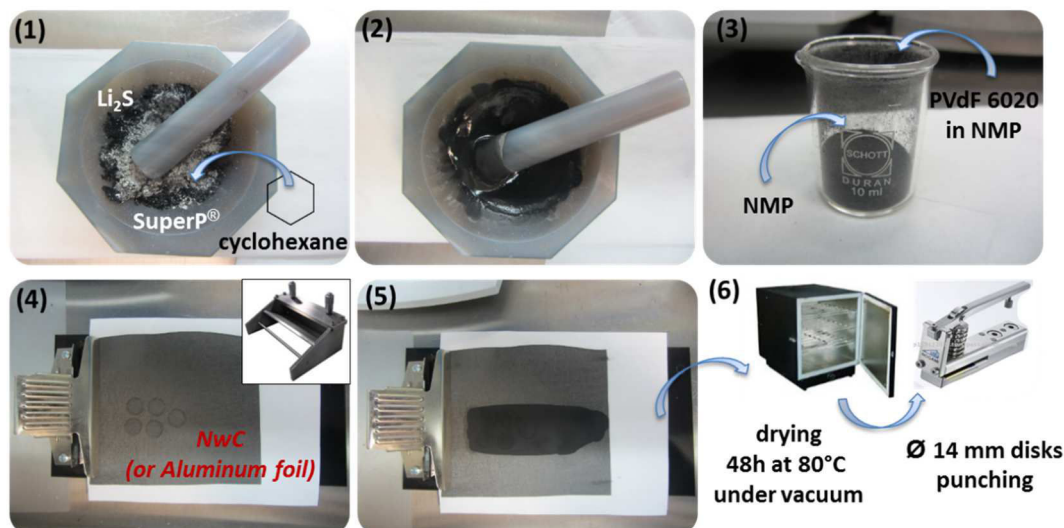 (1)
Li₂S
SuperP®
cyclohexane
(2)
(3)
PVdF 6020
in NMP
SCHOTT
DURAN
10 ml
NMP
(4)
NwC
(or Aluminum foil)
(5)
(6)
drying
48h at 80°C
under vacuum
Ø 14 mm disks
punching